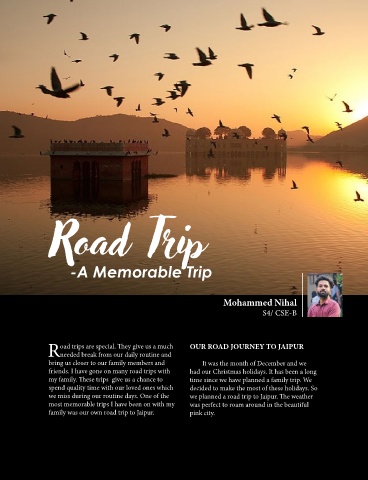 Road Trip
-A Memorable Trip
Mohammed Nihal
S4/ CSE-B
Road trips are special. They give us a much
needed break from our daily routine and
bring us closer to our family members and
friends. I have gone on many road trips with
my family. These trips give us a chance to
spend quality time with our loved ones which
we miss during our routine days. One of the
most memorable trips I have been on with my
family was our own road trip to Jaipur.
OUR ROAD JOURNEY TO JAIPUR
It was the month of December and we
had our Christmas holidays. It has been a long
time since we have planned a family trip. We
decided to make the most of these holidays. So
we planned a road trip to Jaipur. The weather
was perfect to roam around in the beautiful
pink city.